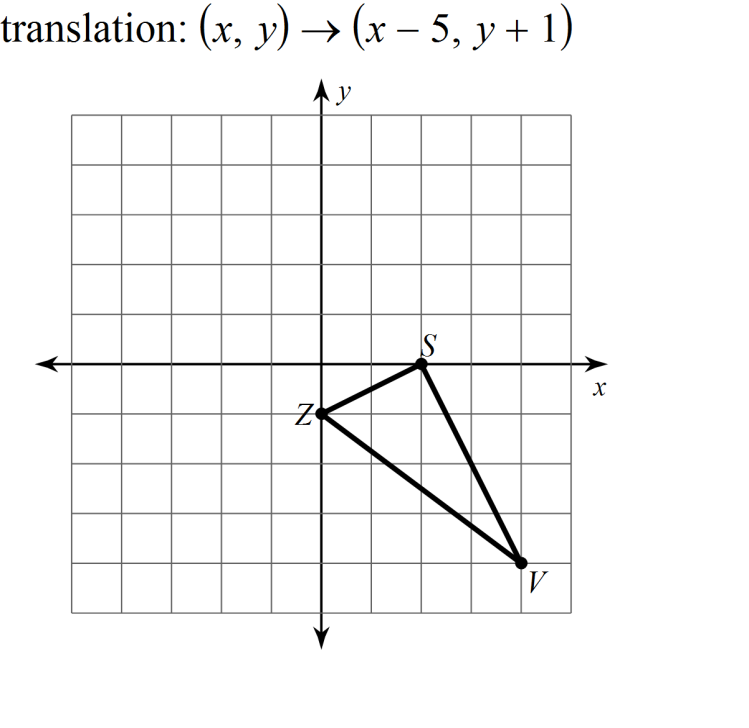 translation: (x, y) → (x − 5, y + 1)
y
S
x
Z
V